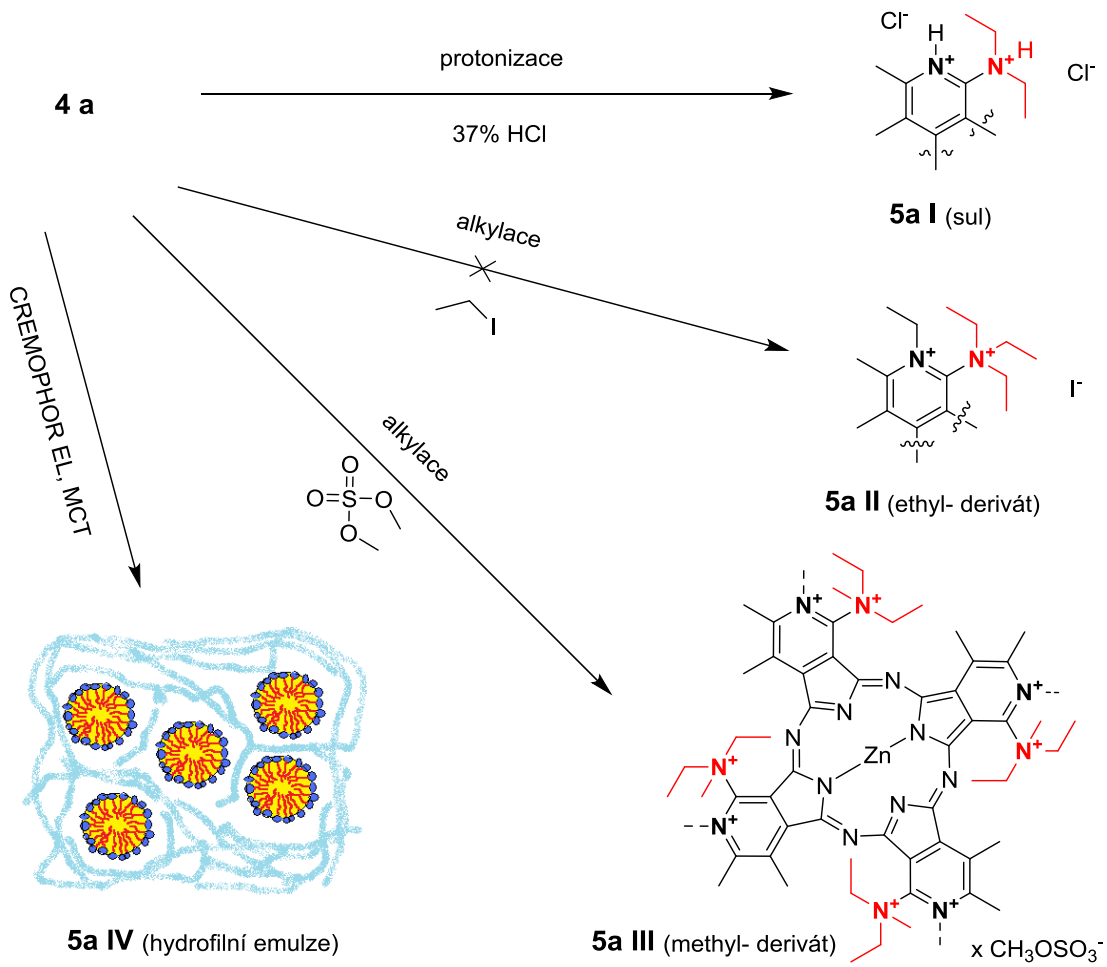 4 a
protonizace
37% HCl
Cl-
H
N+
N+
H
Cl-
5a I (sul)
alkylace
I
N+
N+
I-
5a II (ethyl- derivát)
alkylace
O
O
S
O
O
CREMOPHOR EL, MCT
5a IV (hydrofilní emulze)
N+
N+
N
N
N+
N
N
N+
Zn
N+
N
N
N
N+
N
N+
N+
5a III (methyl- derivát)
x CH3OSO3-